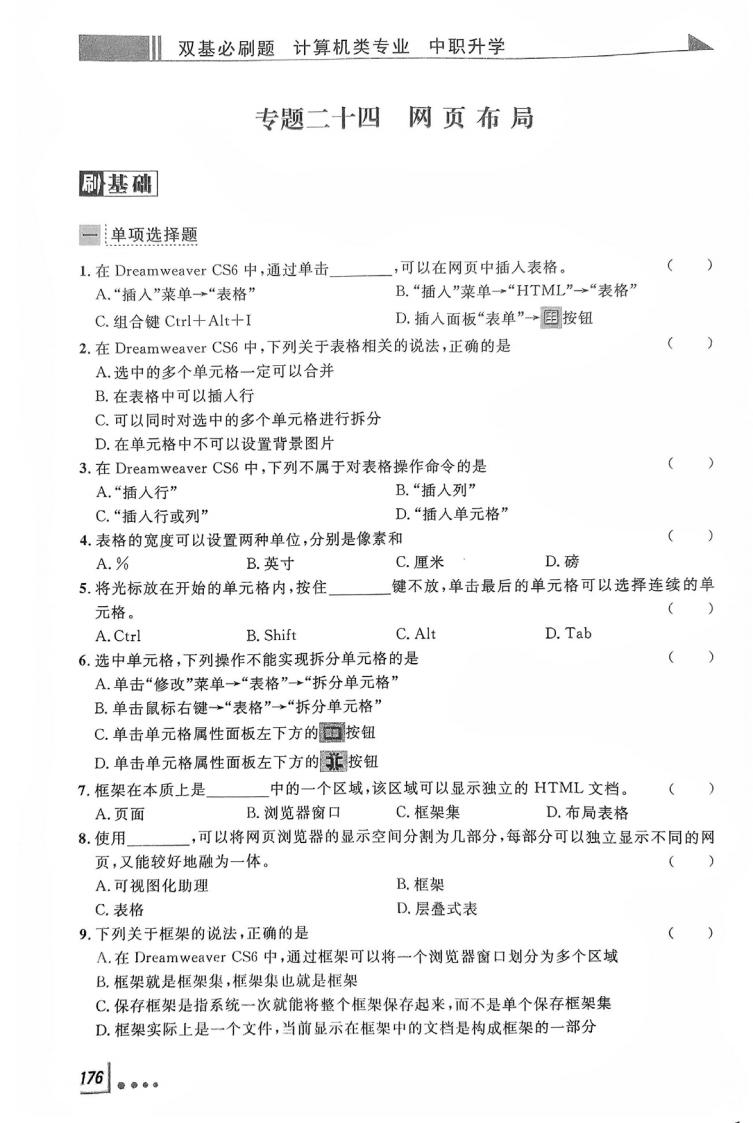 双基必刷题 计算机类专业 中职升学
专题二十四 网页布局
刷基础
一 单项选择题
1. 在 Dreamweaver CS6 中,通过单击________,可以在网页中插入表格。 ( )
A.“插入”菜单→“表格” B.“插入”菜单→“HTML”→“表格”
C. 组合键 Ctrl+Alt+I D. 插入面板“表单”→按钮
2. 在 Dreamweaver CS6 中,下列关于表格相关的说法,正确的是 ( )
A. 选中的多个单元格一定可以合并
B. 在表格中可以插入行
C. 可以同时对选中的多个单元格进行拆分
D. 在单元格中不可以设置背景图片
3. 在 Dreamweaver CS6 中,下列不属于对表格操作命令的是 ( )
A.“插入行” B.“插入列”
C.“插入行或列” D.“插入单元格”
4. 表格的宽度可以设置两种单位,分别是像素和 ( )
A. % B. 英寸 C. 厘米 D. 磅
5. 将光标放在开始的单元格内,按住________键不放,单击最后的单元格可以选择连续的单
元格。 ( )
A. Ctrl B. Shift C. Alt D. Tab
6. 选中单元格,下列操作不能实现拆分单元格的是 ( )
A. 单击“修改”菜单→“表格”→“拆分单元格”
B. 单击鼠标右键→“表格”→“拆分单元格”
C. 单击单元格属性面板左下方的按钮
D. 单击单元格属性面板左下方的按钮
7. 框架在本质上是________中的一个区域,该区域可以显示独立的 HTML 文档。 ( )
A. 页面 B. 浏览器窗口 C. 框架集 D. 布局表格
8. 使用________,可以将网页浏览器的显示空间分割为几部分,每部分可以独立显示不同的网
页,又能较好地融为一体。 ( )
A. 可视图化助理 B. 框架
C. 表格 D. 层叠式表
9. 下列关于框架的说法,正确的是 ( )
A. 在 Dreamweaver CS6 中,通过框架可以将一个浏览器窗口划分为多个区域
B. 框架就是框架集,框架集也就是框架
C. 保存框架是指系统一次就能将整个框架保存起来,而不是单个保存框架集
D. 框架实际上是一个文件,当前显示在框架中的文档是构成框架的一部分
176